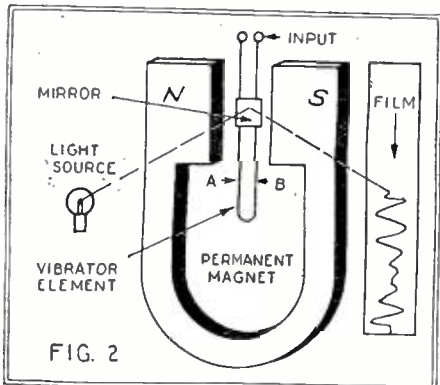 INPUT
N
S
MIRROR
FILM
LIGHT
SOURCE
A
B
VIBRATOR
ELEMENT
PERMANENT
MAGNET
FIG. 2